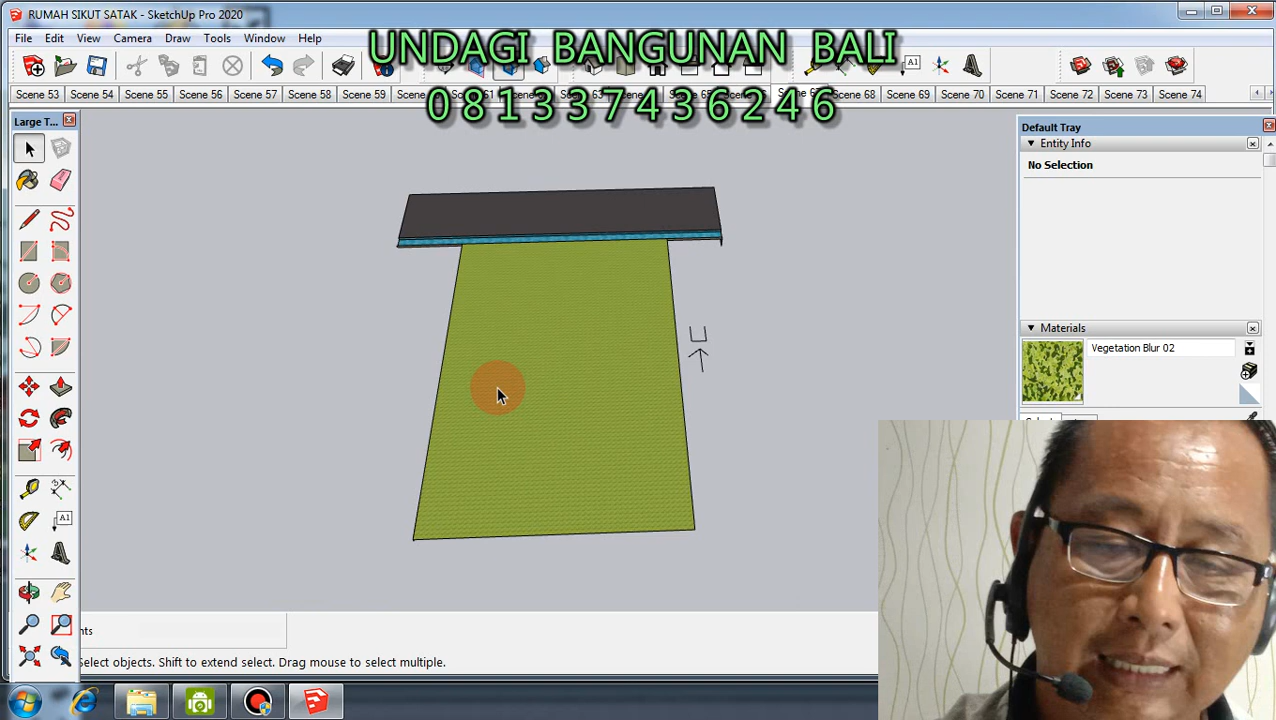 RUMAH SIKUT SATAK - SketchUp Pro 2020
UNDAGI BANGUNAN BALI
File Edit View Camera Draw Tools Window Help
081337436246
Scene 53 Scene 54 Scene 55 Scene 56 Scene 57 Scene 58 Scene 59 Scene 69 Scene 70 Scene 71 Scene 72 Scene 73 Scene 74
Large T...
Default Tray
Entity Info
No Selection
U
Materials
Vegetation Blur 02
A1
nts
Select objects. Shift to extend select. Drag mouse to select multiple.